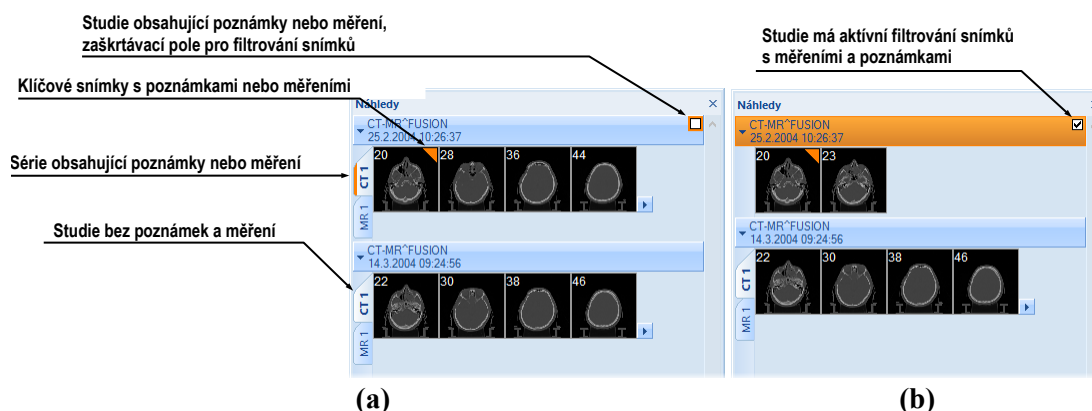 Studie obsahující poznámky nebo měření,
zaškrtávací pole pro filtrování snímků
Klíčové snímky s poznámkami nebo měřeními
Série obsahující poznámky nebo měření
Studie bez poznámek a měření
Náhledy
CT-MR^FUSION
25.2.2004 10:26:37
CT 1
MR 1
20 28 36 44
CT-MR^FUSION
14.3.2004 09:24:56
CT 1
MR 1
22 30 38 46
(a)
Studie má aktívní filtrování snímků
s měřeními a poznámkami
Náhledy
CT-MR^FUSION
25.2.2004 10:26:37
20 23
CT-MR^FUSION
14.3.2004 09:24:56
CT 1
MR 1
22 30 38 46
(b)